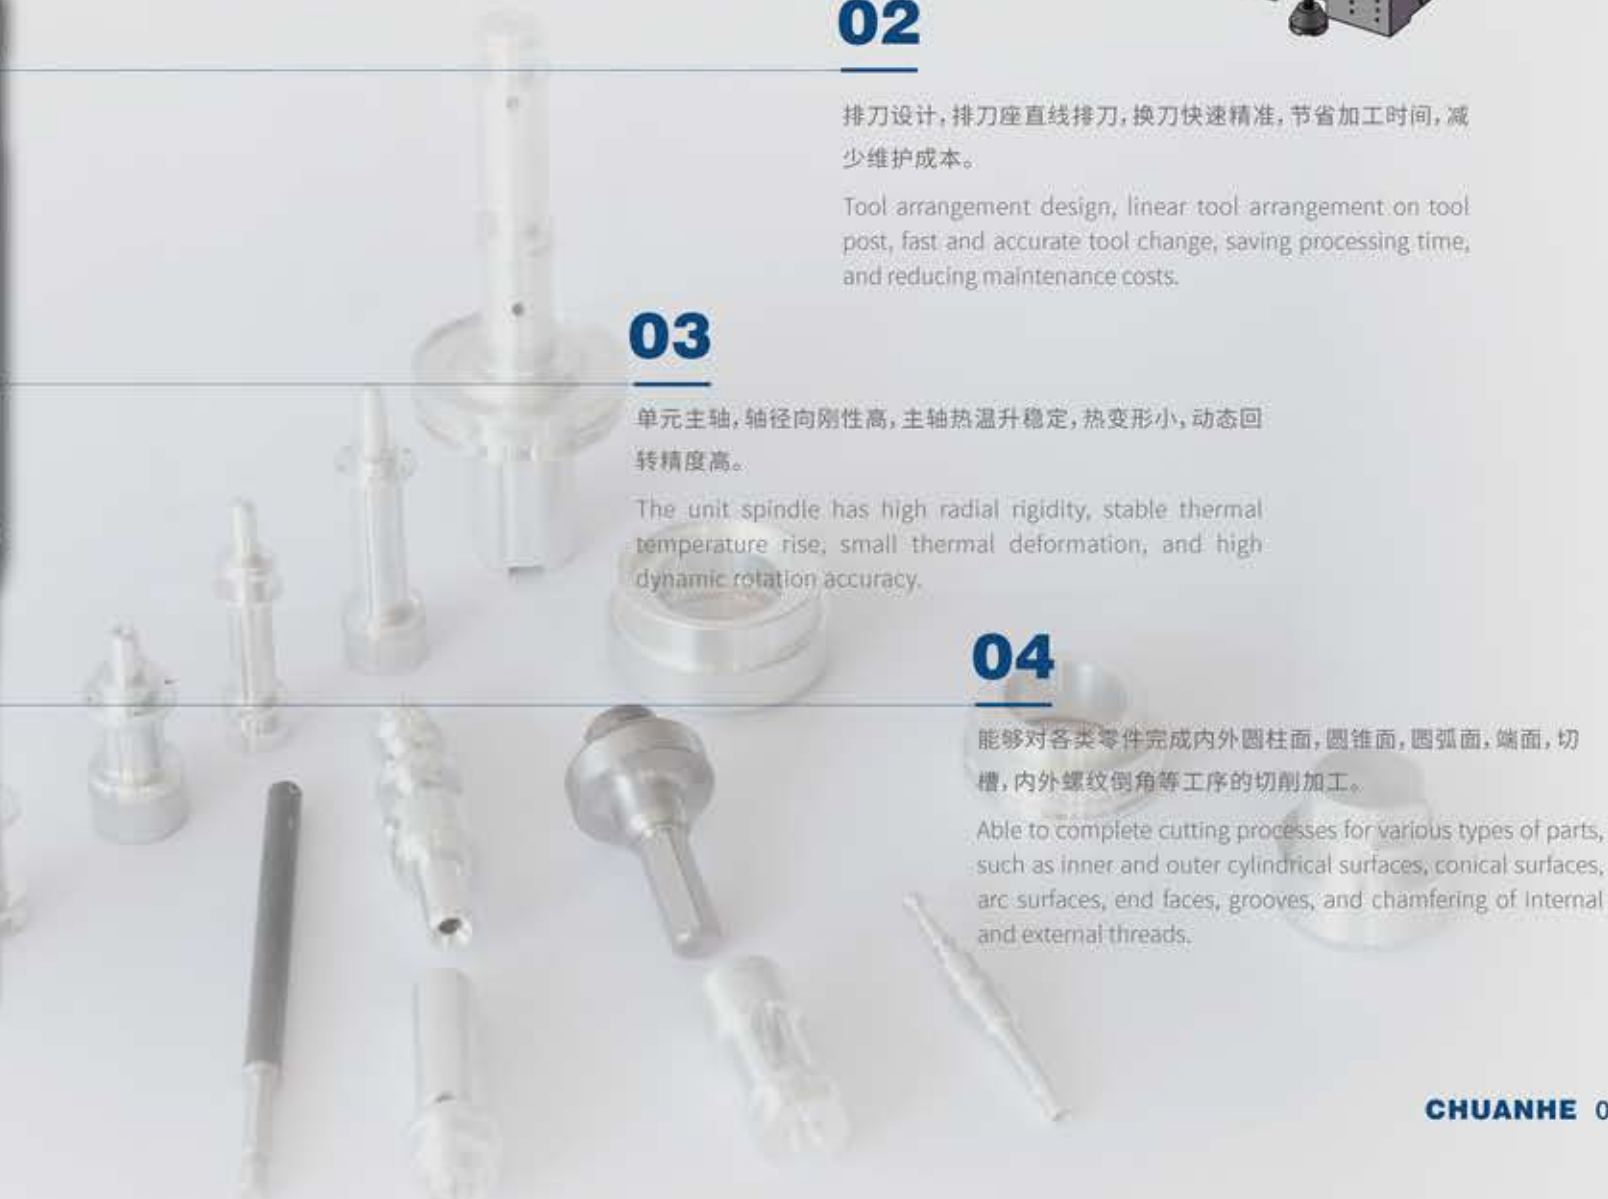 02
排刀设计，排刀座直线排刀，换刀快速精准，节省加工时间，减
少维护成本。
Tool arrangement design, linear tool arrangement on tool
post, fast and accurate tool change, saving processing time,
and reducing maintenance costs.
03
单元主轴，轴径向刚性高，主轴热温升稳定，热变形小，动态回
转精度高。
The unit spindle has high radial rigidity, stable thermal
temperature rise, small thermal deformation, and high
dynamic rotation accuracy.
04
能够对各类零件完成内外圆柱面，圆锥面，圆弧面，端面，切
槽，内外螺纹倒角等工序的切削加工。
Able to complete cutting processes for various types of parts,
such as inner and outer cylindrical surfaces, conical surfaces,
arc surfaces, end faces, grooves, and chamfering of internal
and external threads.
CHUANHE 0